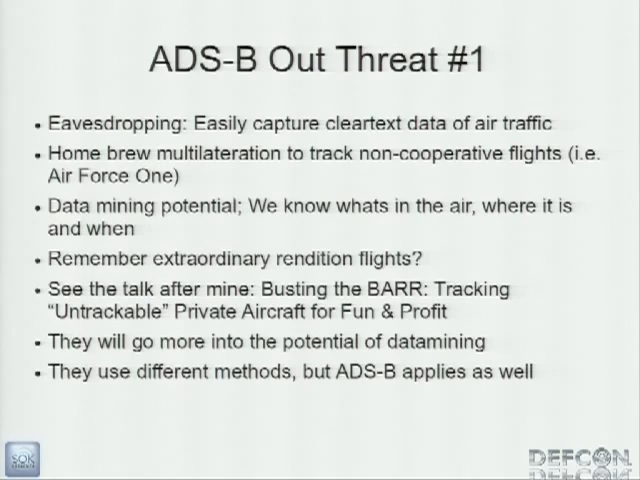 ADS-B Out Threat #1
• Eavesdropping: Easily capture cleartext data of air traffic
• Home brew multilateration to track non-cooperative flights (i.e.
Air Force One)
• Data mining potential; We know whats in the air, where it is
and when
• Remember extraordinary rendition flights?
• See the talk after mine: Busting the BARR: Tracking
“Untrackable” Private Aircraft for Fun & Profit
• They will go more into the potential of datamining
• They use different methods, but ADS-B applies as well
SOK
DEFCON